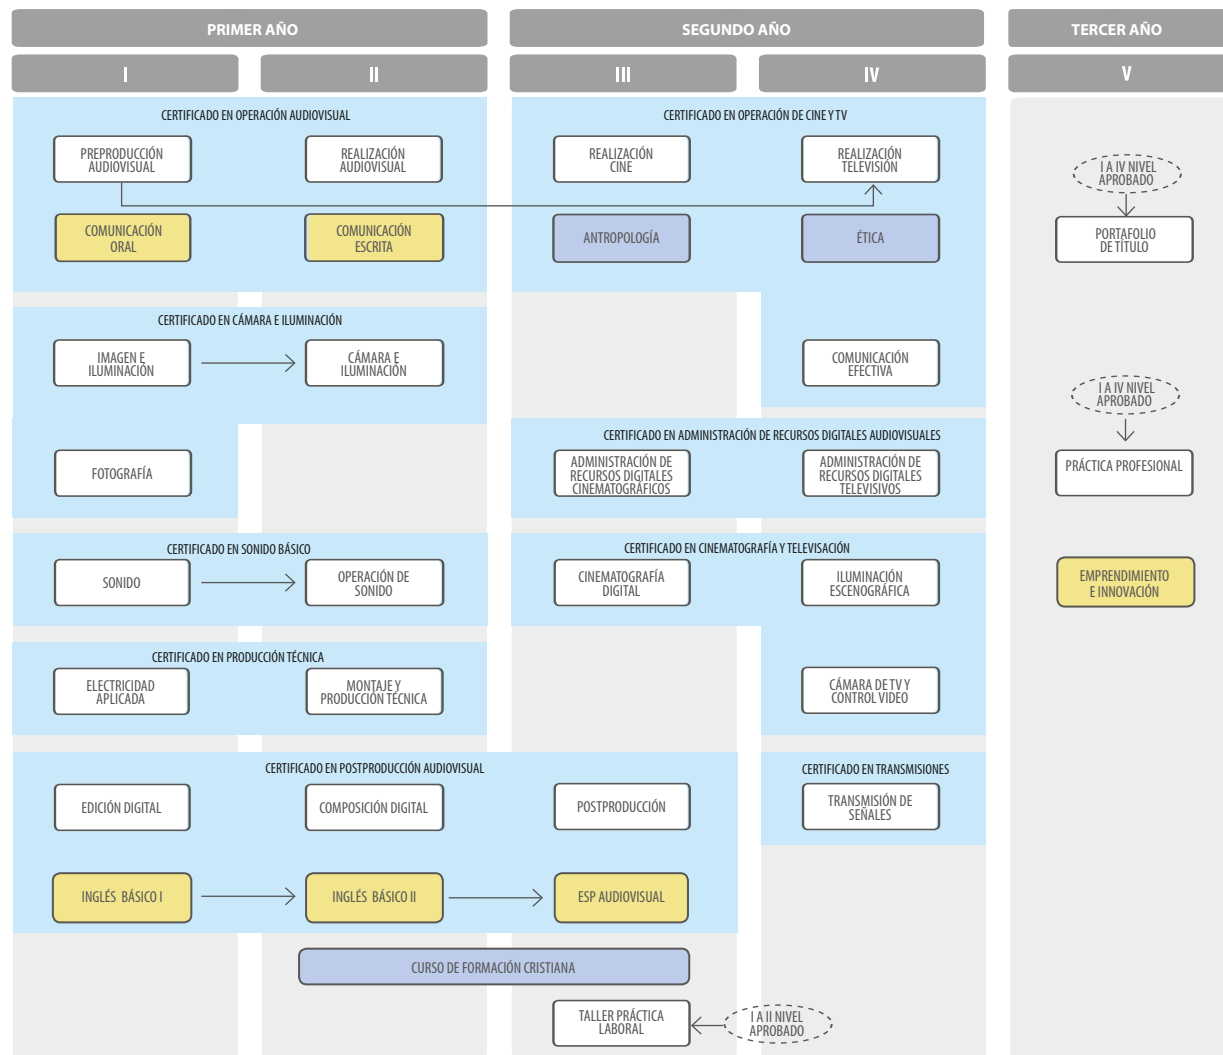 PRIMER AÑO
SEGUNDO AÑO
TERCER AÑO
I
II
III
IV
V
CERTIFICADO EN OPERACIÓN AUDIOVISUAL
CERTIFICADO EN OPERACIÓN DE CINE Y TV
PREPRODUCCIÓN
AUDIOVISUAL
REALIZACIÓN
AUDIOVISUAL
REALIZACIÓN
CINE
REALIZACIÓN
TELEVISIÓN
I A IV NIVEL
APROBADO
COMUNICACIÓN
ORAL
COMUNICACIÓN
ESCRITA
ANTROPOLOGÍA
ÉTICA
PORTAFOLIO
DE TÍTULO
CERTIFICADO EN CÁMARA E ILUMINACIÓN
IMAGEN E
ILUMINACIÓN
CÁMARA E
ILUMINACIÓN
COMUNICACIÓN
EFECTIVA
I A IV NIVEL
APROBADO
CERTIFICADO EN ADMINISTRACIÓN DE RECURSOS DIGITALES AUDIOVISUALES
FOTOGRAFÍA
ADMINISTRACIÓN DE
RECURSOS DIGITALES
CINEMATOGRÁFICOS
ADMINISTRACIÓN DE
RECURSOS DIGITALES
TELEVISIVOS
PRÁCTICA PROFESIONAL
CERTIFICADO EN SONIDO BÁSICO
CERTIFICADO EN CINEMATOGRAFÍA Y TELEVISACIÓN
SONIDO
OPERACIÓN DE
SONIDO
CINEMATOGRAFÍA
DIGITAL
ILUMINACIÓN
ESCENOGRÁFICA
EMPRENDIMIENTO
E INNOVACIÓN
CERTIFICADO EN PRODUCCIÓN TÉCNICA
ELECTRICIDAD
APLICADA
MONTAJE Y
PRODUCCIÓN TÉCNICA
CÁMARA DE TV Y
CONTROL VIDEO
CERTIFICADO EN POSTPRODUCCIÓN AUDIOVISUAL
CERTIFICADO EN TRANSMISIONES
EDICIÓN DIGITAL
COMPOSICIÓN DIGITAL
POSTPRODUCCIÓN
TRANSMISIÓN DE
SEÑALES
INGLÉS BÁSICO I
INGLÉS BÁSICO II
ESP AUDIOVISUAL
CURSO DE FORMACIÓN CRISTIANA
TALLER PRÁCTICA
LABORAL
I A II NIVEL
APROBADO